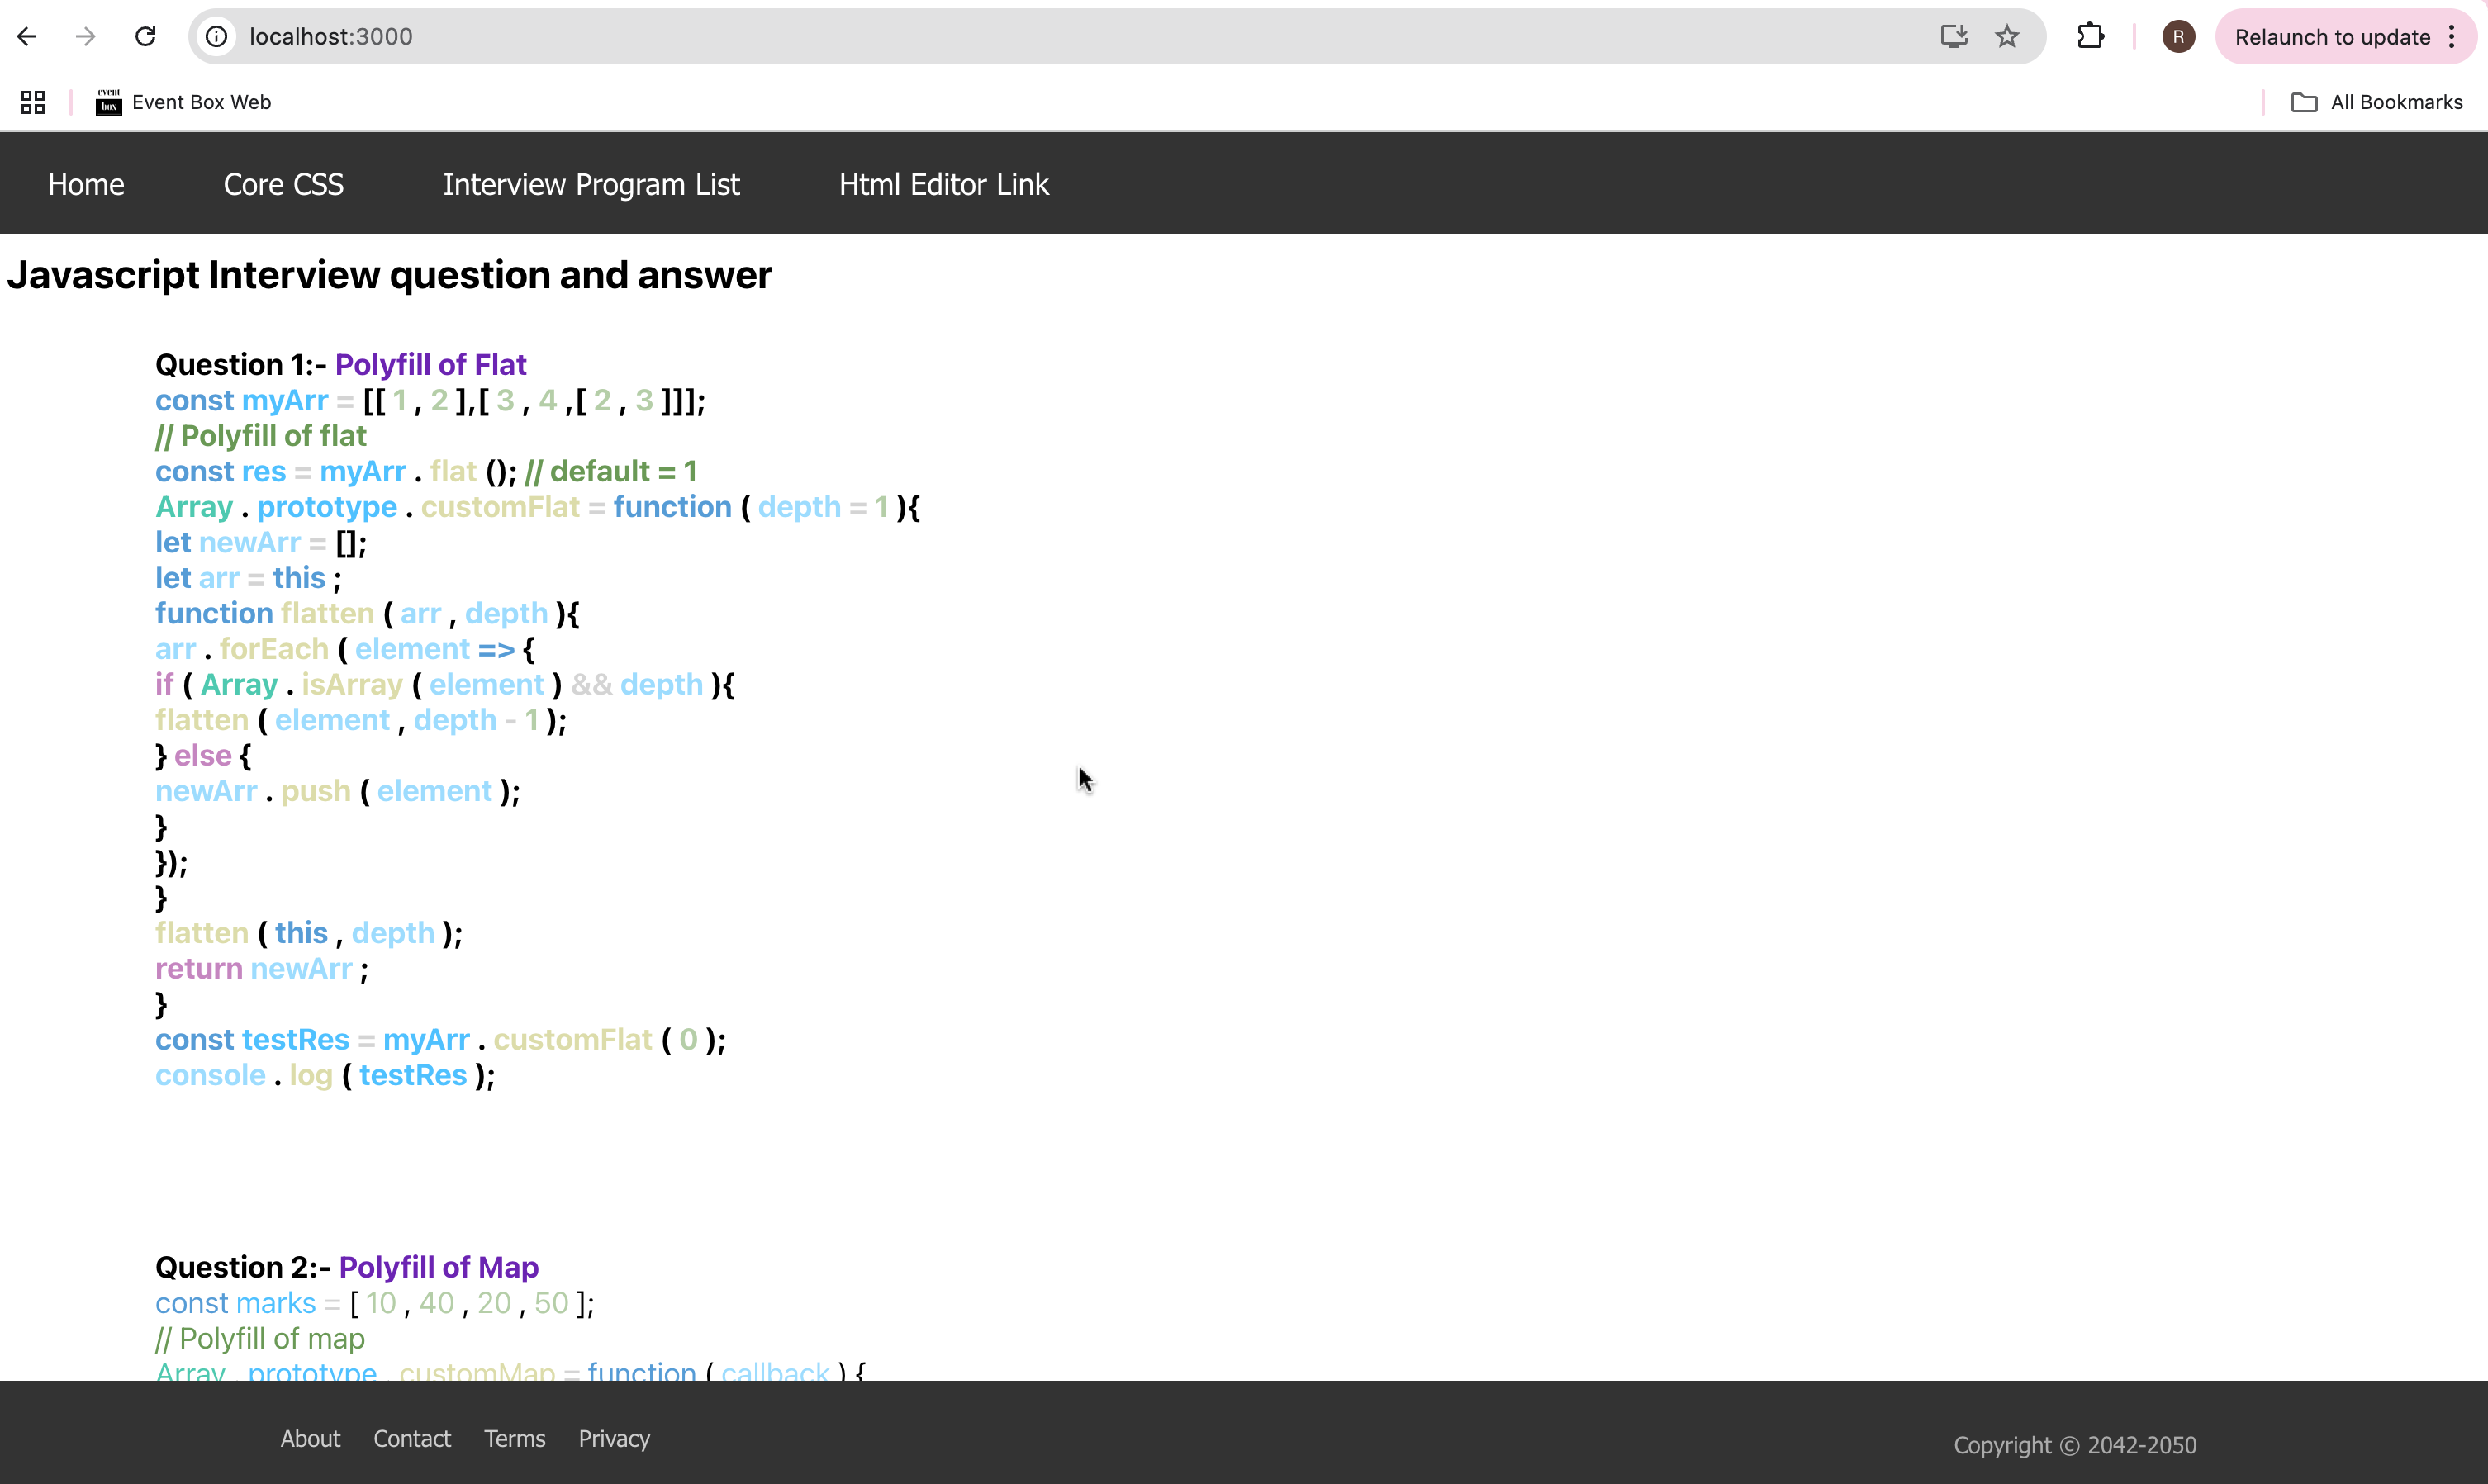 localhost:3000
R
Relaunch to update
event
box
Event Box Web
All Bookmarks
Home Core CSS Interview Program List Html Editor Link
Javascript Interview question and answer
Question 1:- Polyfill of Flat
const myArr = [[ 1 , 2 ],[ 3 , 4 ,[ 2 , 3 ]]];
// Polyfill of flat
const res = myArr . flat (); // default = 1
Array . prototype . customFlat = function ( depth = 1 ){
let newArr = [];
let arr = this ;
function flatten ( arr , depth ){
arr . forEach ( element => {
if ( Array . isArray ( element ) && depth ){
flatten ( element , depth - 1 );
} else {
newArr . push ( element );
}
});
}
flatten ( this , depth );
return newArr ;
}
const testRes = myArr . customFlat ( 0 );
console . log ( testRes );
Question 2:- Polyfill of Map
const marks = [ 10 , 40 , 20 , 50 ];
// Polyfill of map
Array . prototype . customMap = function ( callback ) {
About Contact Terms Privacy
Copyright © 2042-2050